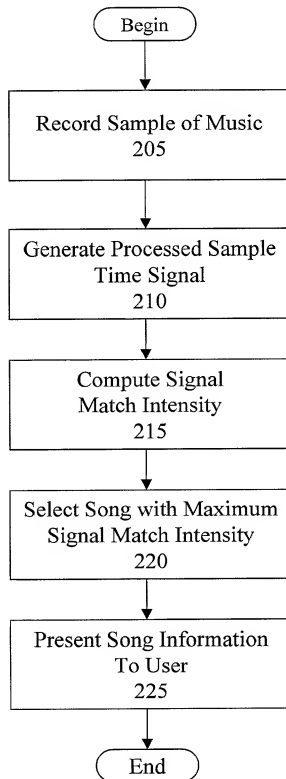 Begin
Record Sample of Music
205
Generate Processed Sample
Time Signal
210
Compute Signal
Match Intensity
215
Select Song with Maximum
Signal Match Intensity
220
Present Song Information
To User
225
End